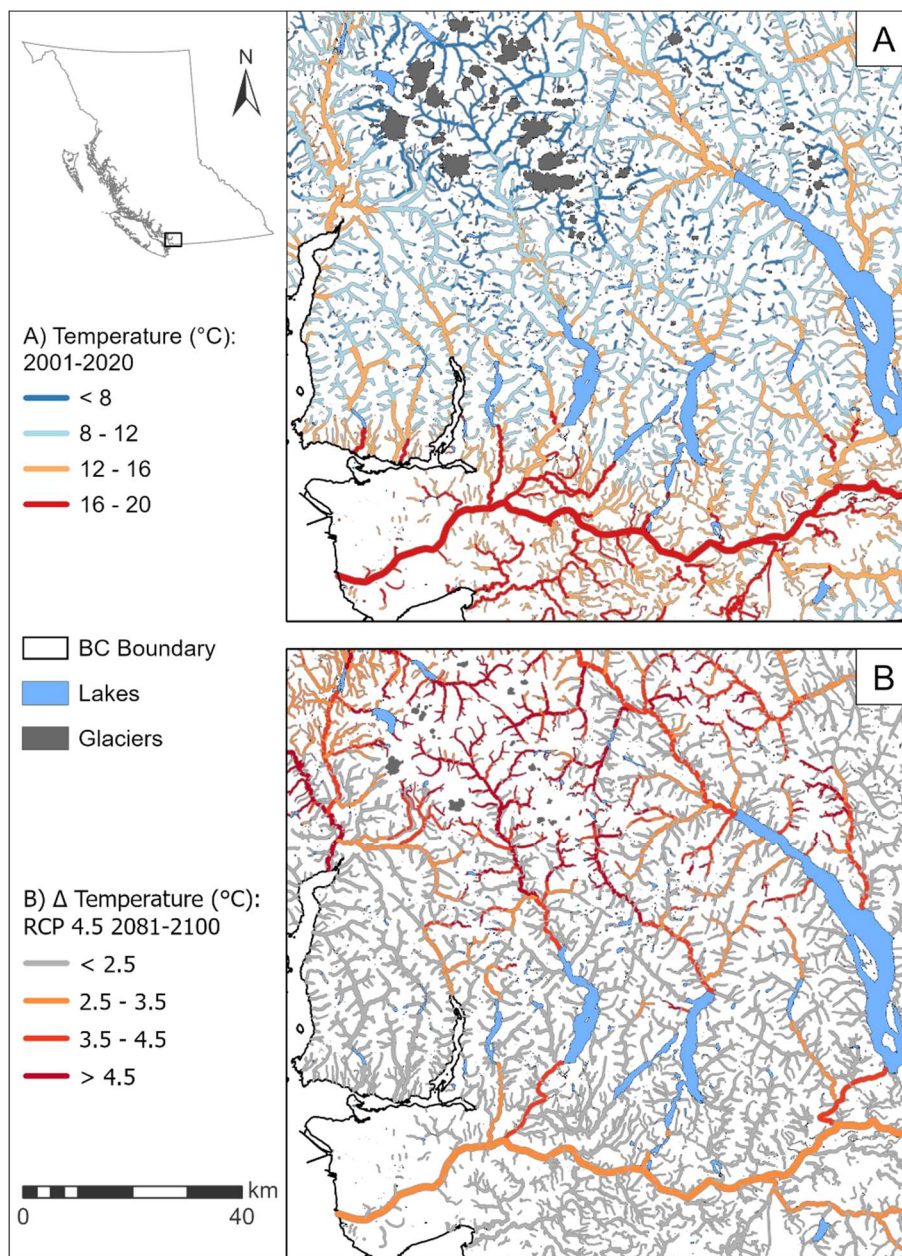 N
A
A) Temperature (°C):
2001-2020
< 8
8 - 12
12 - 16
16 - 20
BC Boundary
Lakes
Glaciers
B
B) Δ Temperature (°C):
RCP 4.5 2081-2100
< 2.5
2.5 - 3.5
3.5 - 4.5
> 4.5
km
0 40